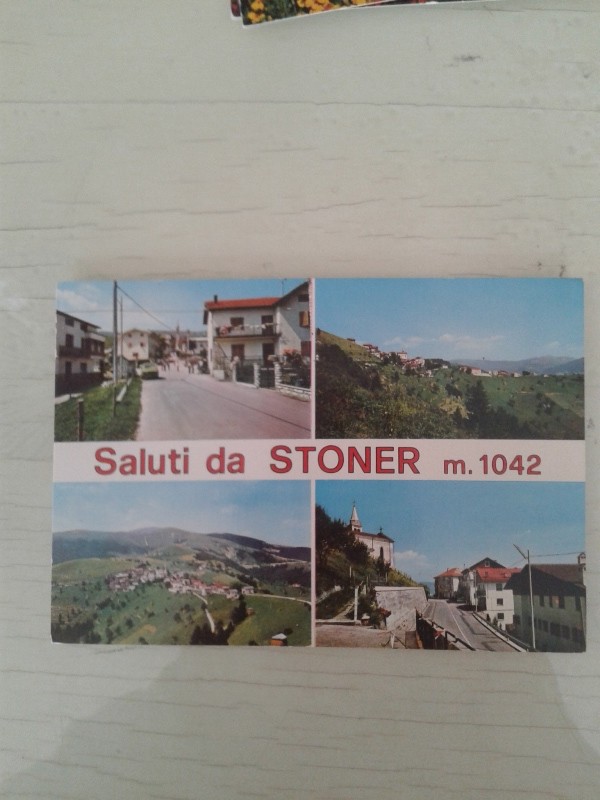 Saluti da STONER m. 1042